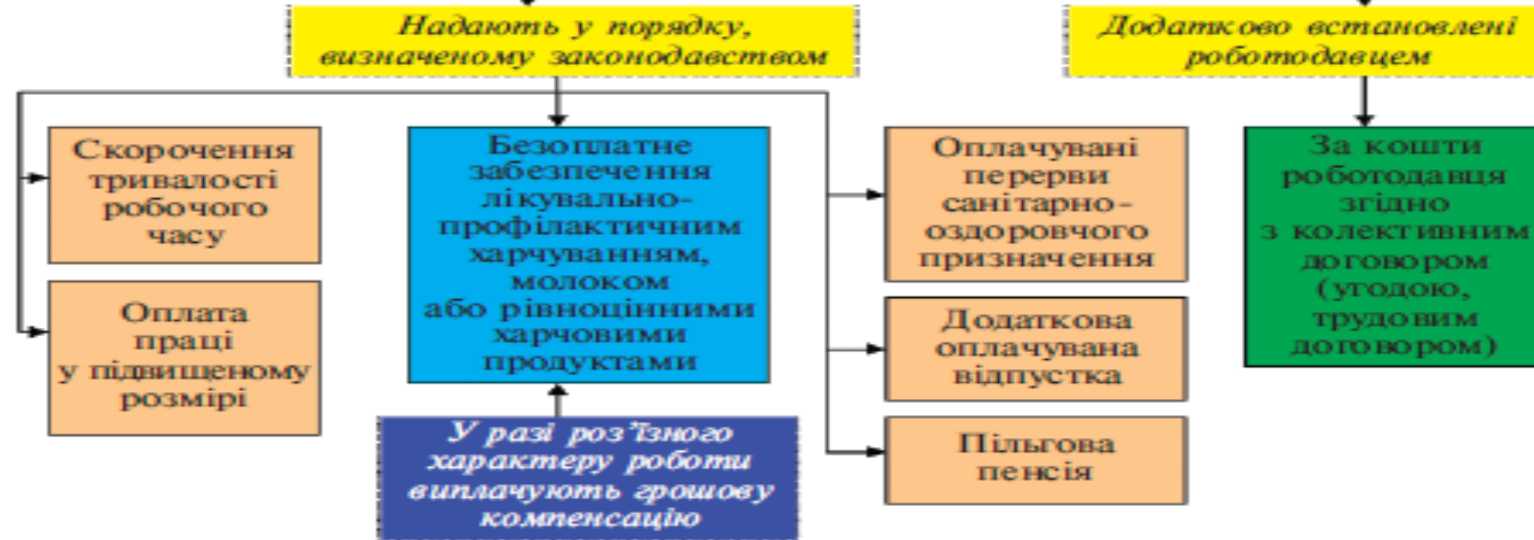 Надають у порядку,
визначеному законодавством
Додатково встановлені
роботодавцем
Скорочення
тривалості
робочого
часу
Оплата
праці
у підвищеному
розмірі
Безоплатне
забезпечення
лікувально-
профілактичним
харчуванням,
молоком
або рівноцінними
харчовими
продуктами
У разі роз’їзного
характеру роботи
виплачують грошову
компенсацію
Оплачувані
перерви
санітарно-
оздоровчого
призначення
Додаткова
оплачувана
відпустка
Пільгова
пенсія
За кошти
роботодавця
згідно
з колективним
договором
(угодою,
трудовим
договором)